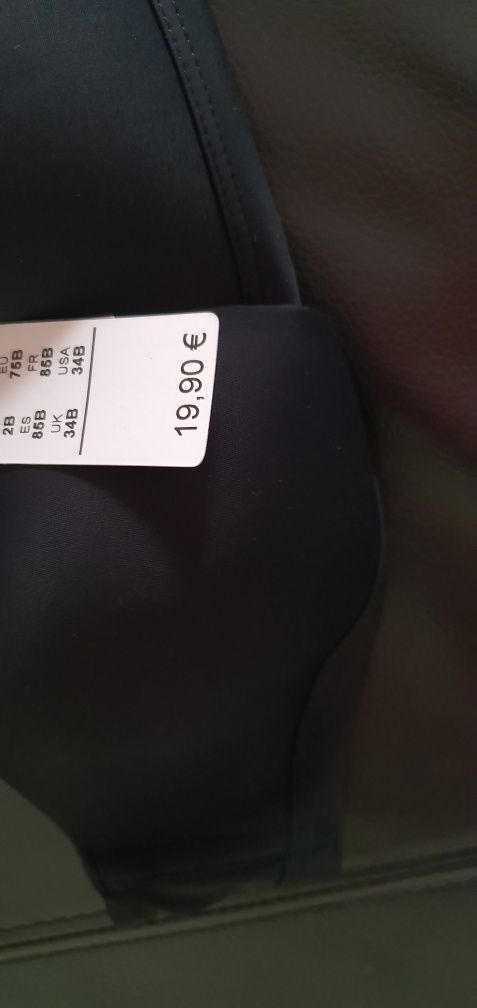 EU
2B 75B
ES FR
85B 85B
UK USA
34B 34B
19,90 €